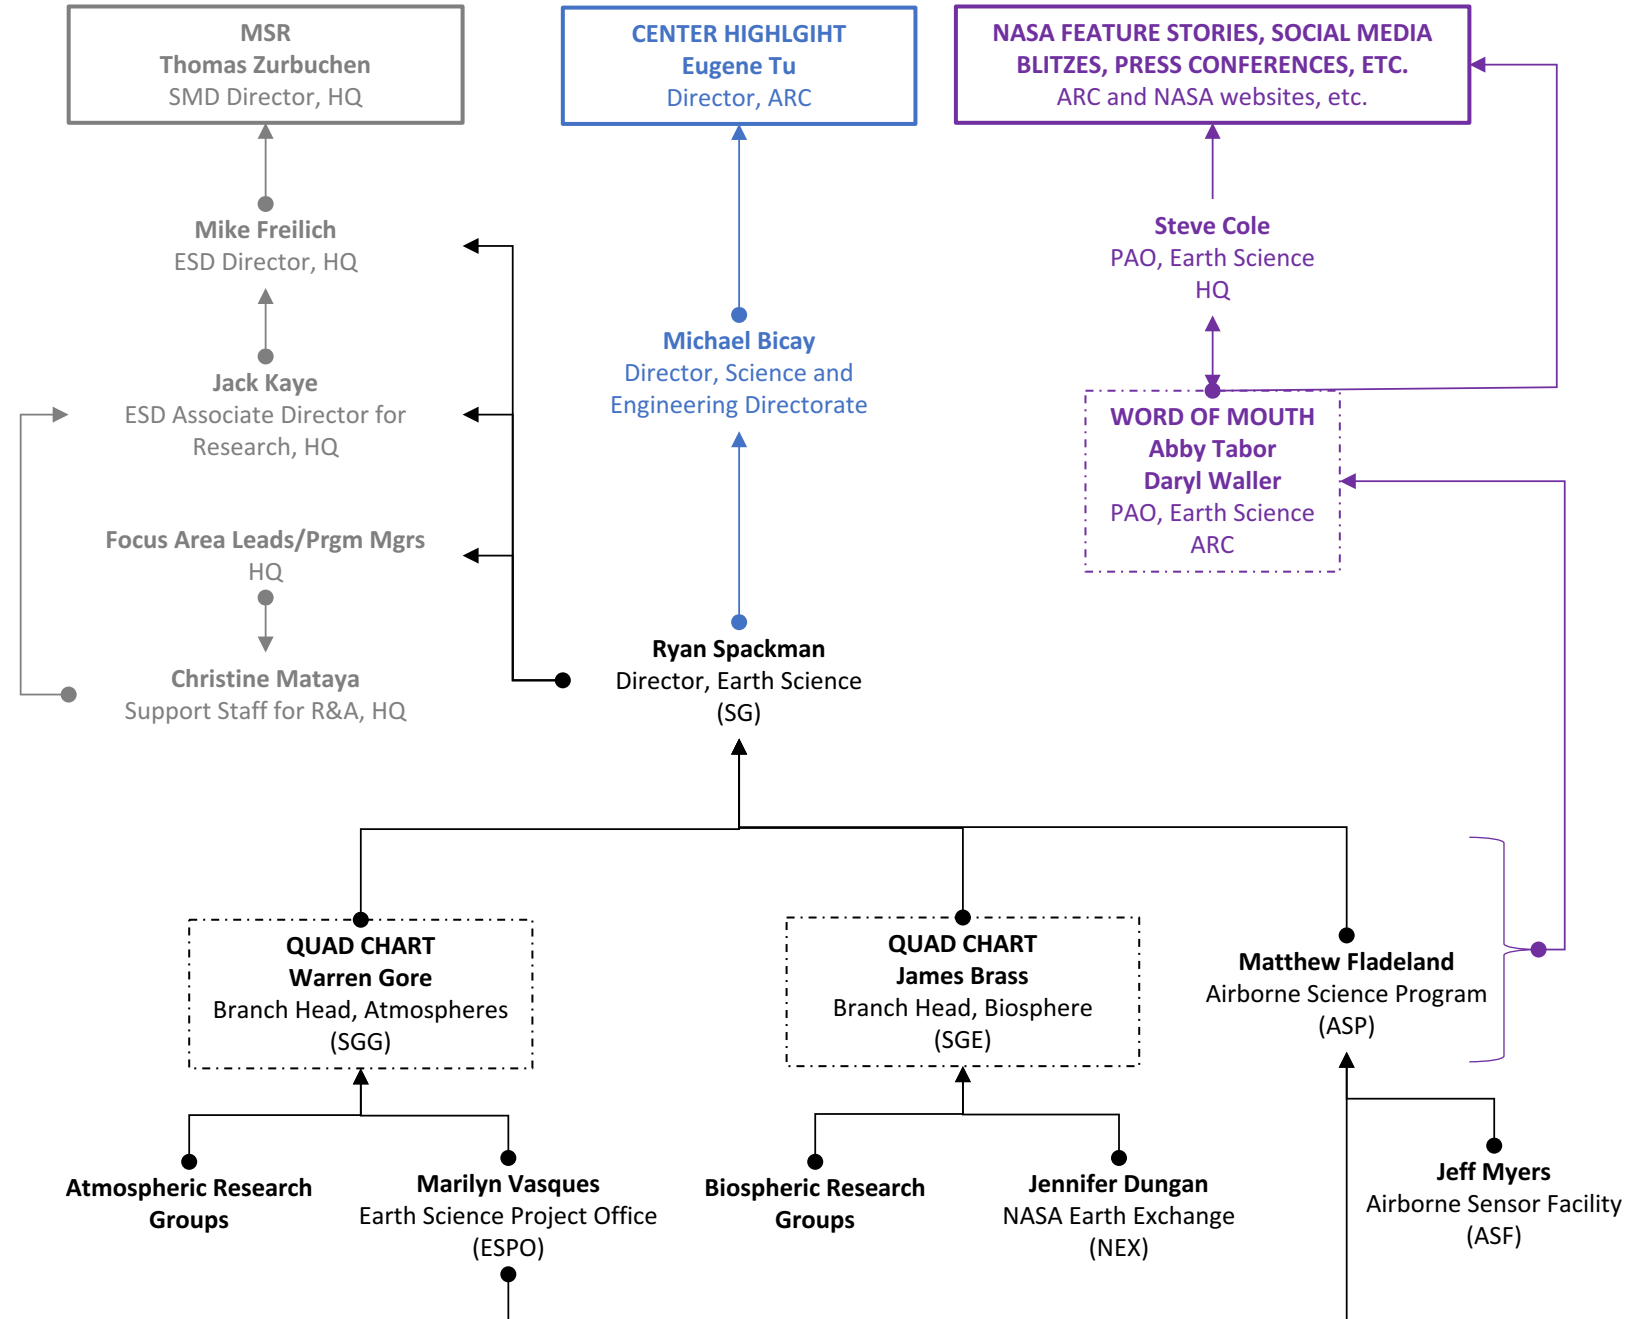 MSR
Thomas Zurbuchen
SMD Director, HQ
CENTER HIGHLGIHT
Eugene Tu
Director, ARC
NASA FEATURE STORIES, SOCIAL MEDIA
BLITZES, PRESS CONFERENCES, ETC.
ARC and NASA websites, etc.
Mike Freilich
ESD Director, HQ
Steve Cole
PAO, Earth Science
HQ
Michael Bicay
Director, Science and
Engineering Directorate
Jack Kaye
ESD Associate Director for
Research, HQ
WORD OF MOUTH
Abby Tabor
Daryl Waller
PAO, Earth Science
ARC
Focus Area Leads/Prgm Mgrs
HQ
Christine Mataya
Support Staff for R&A, HQ
Ryan Spackman
Director, Earth Science
(SG)
QUAD CHART
Warren Gore
Branch Head, Atmospheres
(SGG)
QUAD CHART
James Brass
Branch Head, Biosphere
(SGE)
Matthew Fladeland
Airborne Science Program
(ASP)
Atmospheric Research
Groups
Marilyn Vasques
Earth Science Project Office
(ESPO)
Biospheric Research
Groups
Jennifer Dungan
NASA Earth Exchange
(NEX)
Jeff Myers
Airborne Sensor Facility
(ASF)